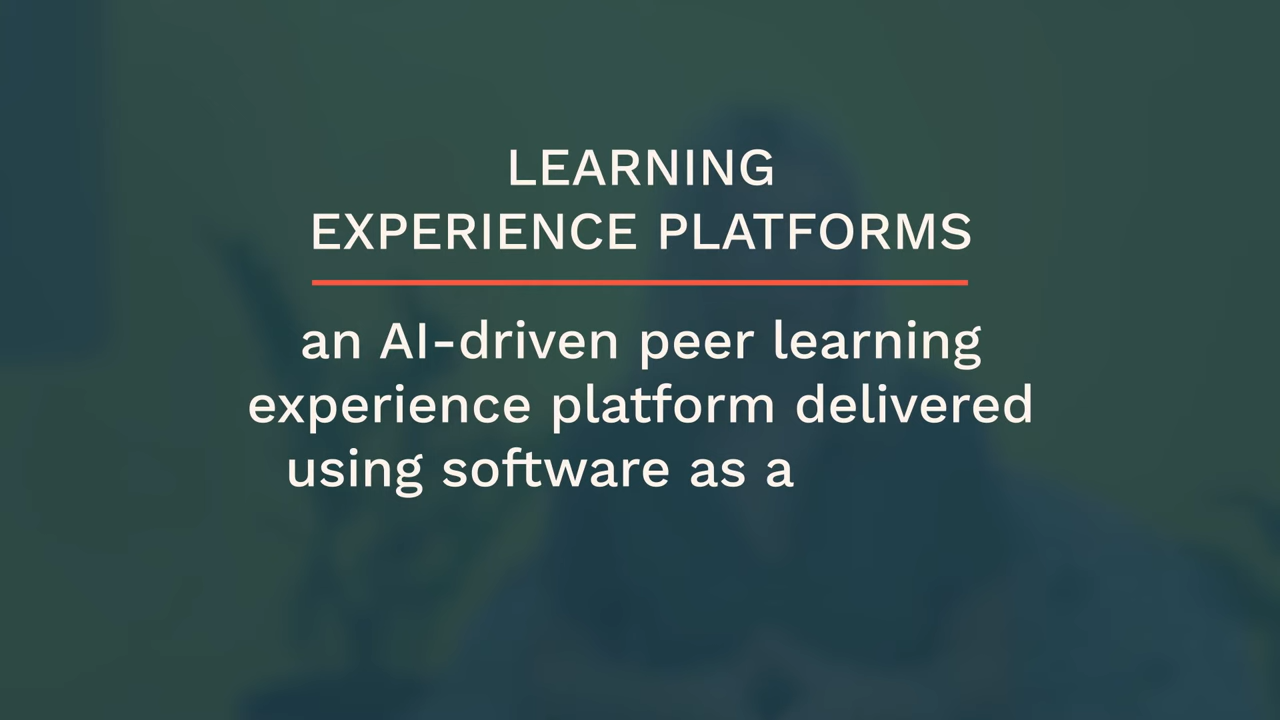 LEARNING
EXPERIENCE PLATFORMS
an AI-driven peer learning
experience platform delivered
using software as a